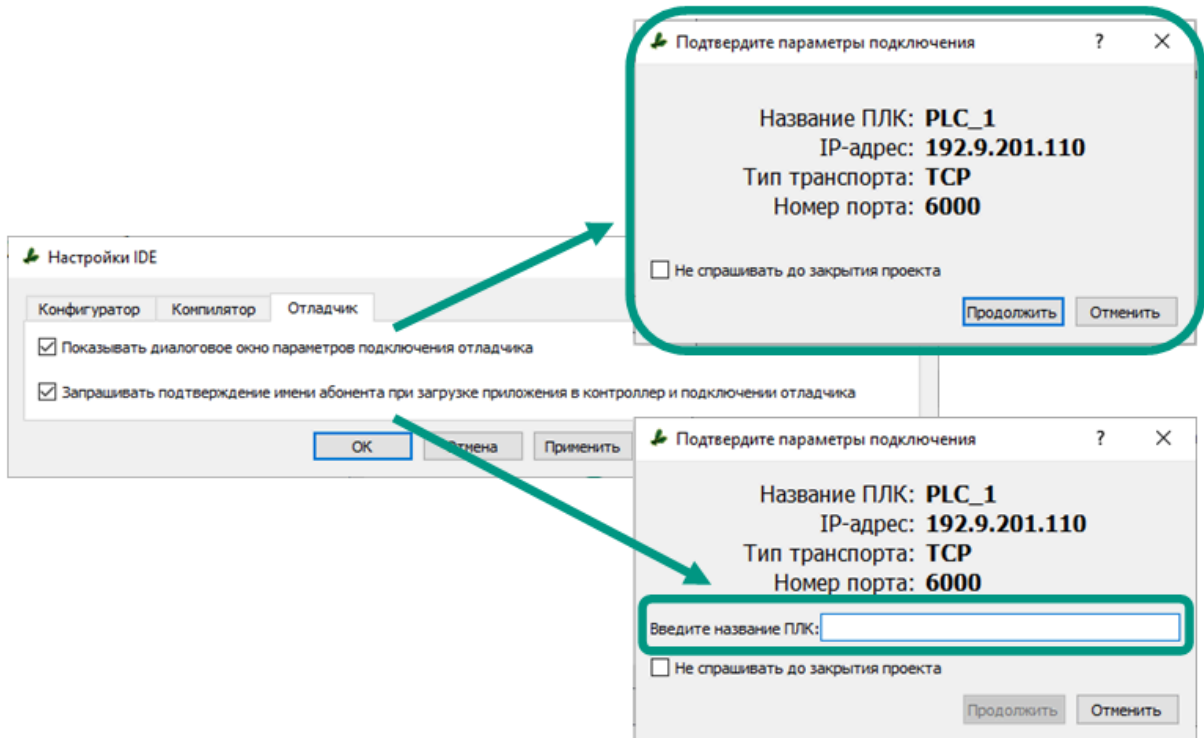 Подтвердите параметры подключения ?
Название ПЛК: PLC_1
IP-адрес: 192.9.201.110
Тип транспорта: TCP
Номер порта: 6000
Не спрашивать до закрытия проекта
Продолжить Отменить
Настройки IDE
Конфигуратор Компилятор Отладчик
Показывать диалоговое окно параметров подключения отладчика
Запрашивать подтверждение имени абонента при загрузке приложения в контроллер и подключении отладчика
ОК Отмена Применить
Подтвердите параметры подключения ?
Название ПЛК: PLC_1
IP-адрес: 192.9.201.110
Тип транспорта: TCP
Номер порта: 6000
Введите название ПЛК:
Не спрашивать до закрытия проекта
Продолжить Отменить